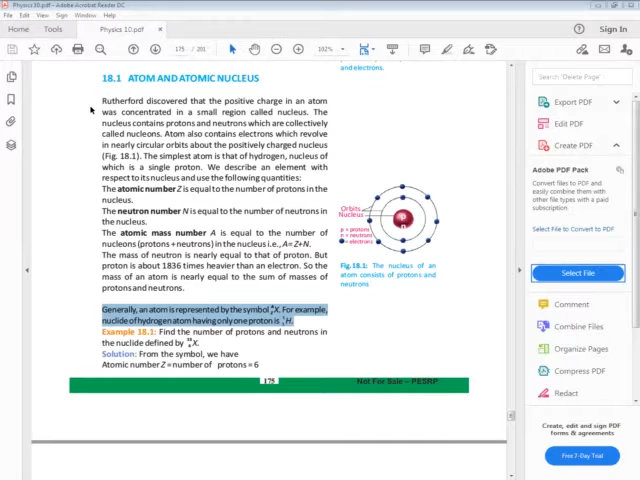 Physics 10.pdf - Adobe Acrobat Reader DC
File Edit View Sign Window Help
Home Tools Physics 10.pdf × Sign In
175 / 201 192%
and electrons.
18.1 ATOM AND ATOMIC NUCLEUS
Rutherford discovered that the positive charge in an atom
was concentrated in a small region called nucleus. The
nucleus contains protons and neutrons which are collectively
called nucleons. Atom also contains electrons which revolve
in nearly circular orbits about the positively charged nucleus
(Fig. 18.1). The simplest atom is that of hydrogen, nucleus of
which is a single proton. We describe an element with
respect to its nucleus and use the following quantities:
The atomic number Z is equal to the number of protons in the
nucleus.
The neutron number N is equal to the number of neutrons in
the nucleus.
The atomic mass number A is equal to the number of
nucleons (protons + neutrons) in the nucleus i.e., A= Z+N.
The mass of neutron is nearly equal to that of proton. But
proton is about 1836 times heavier than an electron. So the
mass of an atom is nearly equal to the sum of masses of
protons and neutrons.
Generally, an atom is represented by the symbol X. For example,
nuclide of hydrogen atom having only one proton is H.
Example 18.1: Find the number of protons and neutrons in
the nuclide defined by X.
Solution: From the symbol, we have
Atomic number Z = number of protons = 6
175 Not For Sale – PESRP
Orbits
Nucleus
p = protons
n = neutrons
e = electrons
P
n
Fig.18.1: The nucleus of an
atom consists of protons and
neutrons
Search 'Delete Page'
Export PDF
Edit PDF
Create PDF
Adobe PDF Pack
Convert files to PDF and
easily combine them with
other file types with a paid
subscription.
Select File to Convert to PDF
Select File
Comment
Combine Files
Organize Pages
Compress PDF
Redact
Create, edit and sign PDF
forms & agreements
Free 7-Day Trial